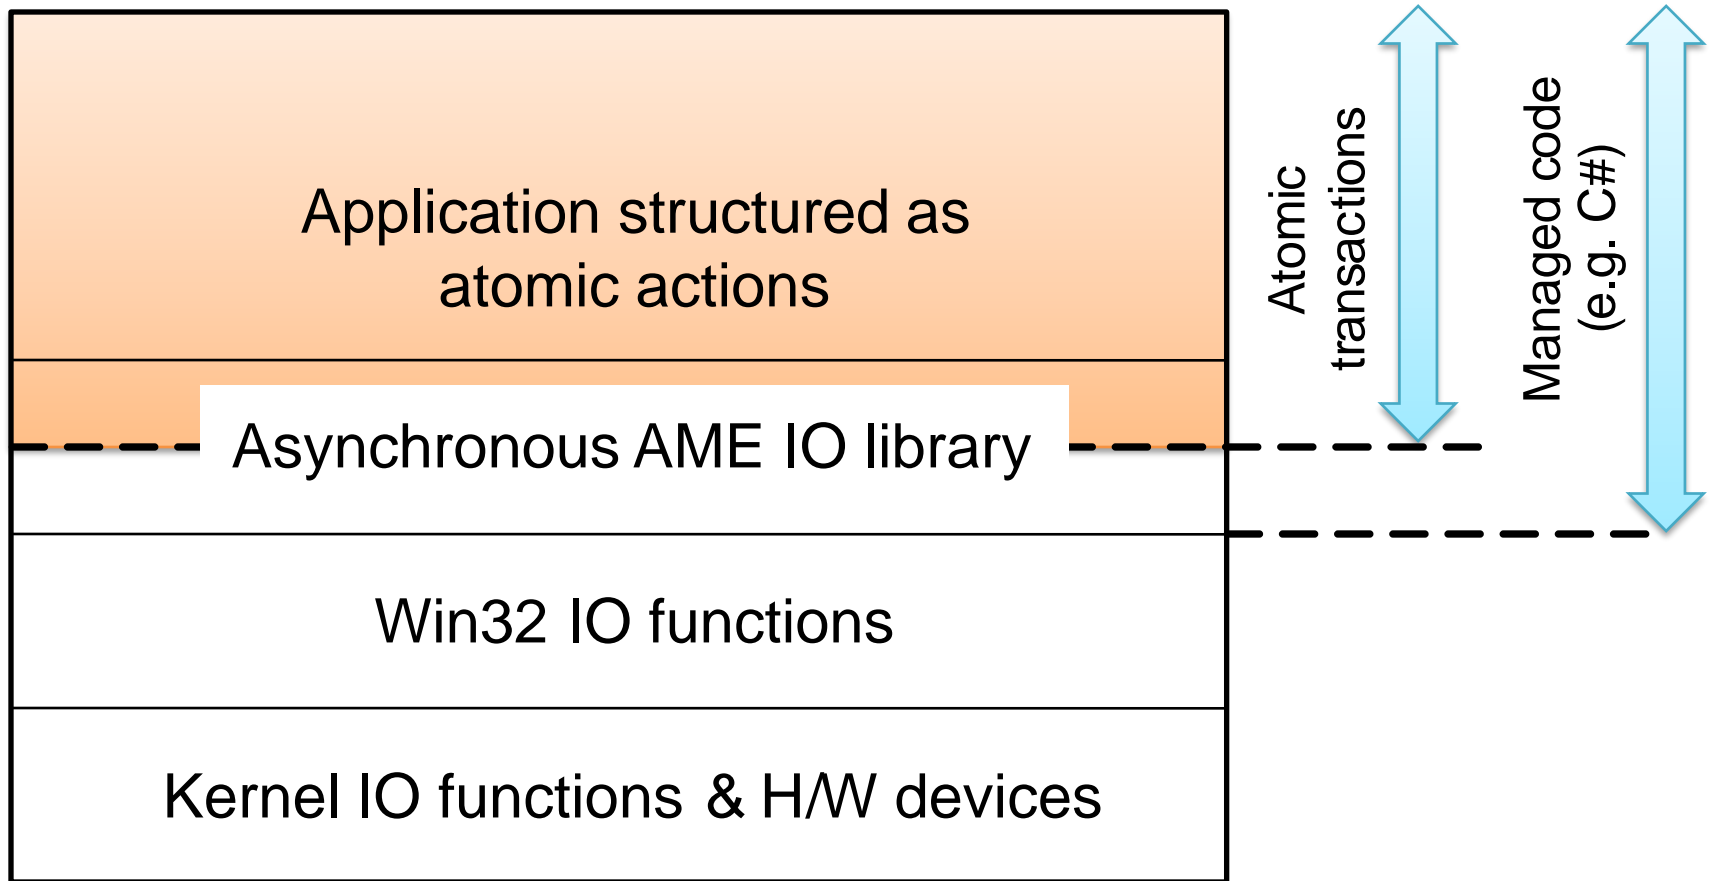 Application structured as
atomic actions
Asynchronous AME IO library
Win32 IO functions
Kernel IO functions & H/W devices
Atomic
transactions
Managed code
(e.g. C#)